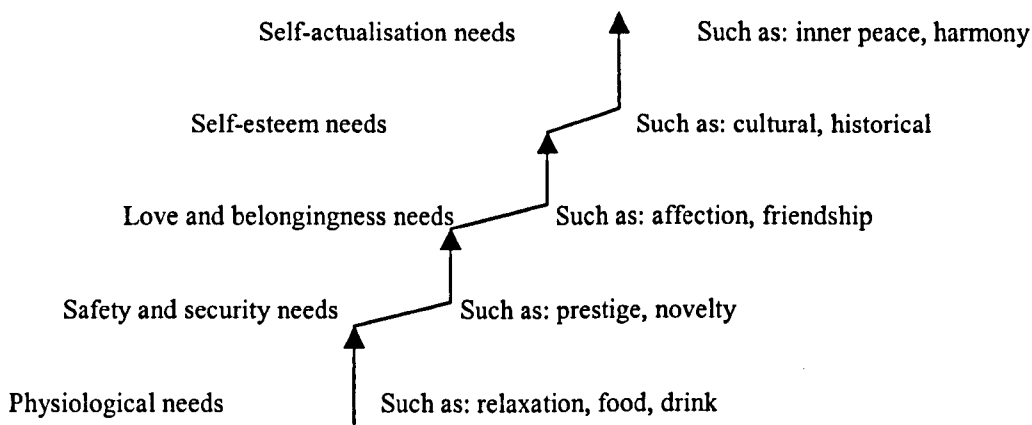 Self-actualisation needs Such as: inner peace, harmony
Self-esteem needs Such as: cultural, historical
Love and belongingness needs Such as: affection, friendship
Safety and security needs Such as: prestige, novelty
Physiological needs Such as: relaxation, food, drink